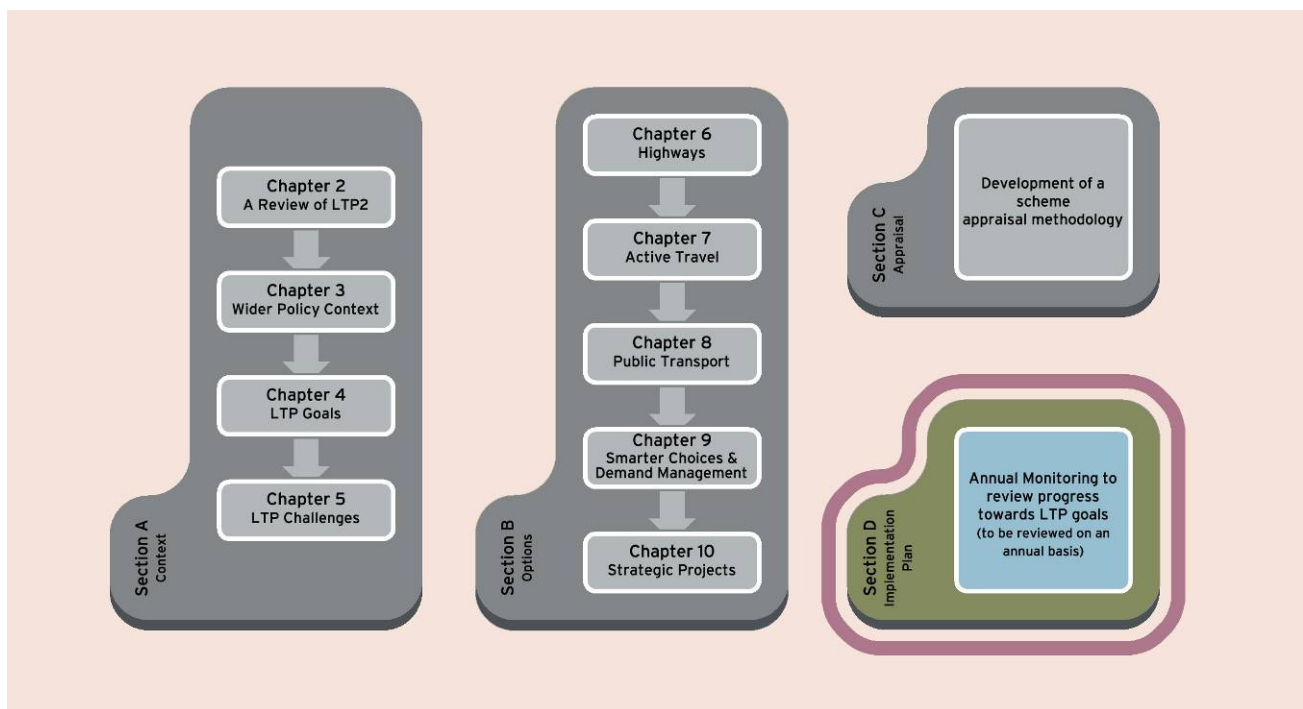 Section A
Context
Chapter 2
A Review of LTP2
Chapter 3
Wider Policy Context
Chapter 4
LTP Goals
Chapter 5
LTP Challenges
Section B
Options
Chapter 6
Highways
Chapter 7
Active Travel
Chapter 8
Public Transport
Chapter 9
Smarter Choices &
Demand Management
Chapter 10
Strategic Projects
Section C
Appraisal
Development of a
scheme
appraisal methodology
Section D
Implementation
Plan
Annual Monitoring to
review progress
towards LTP goals
(to be reviewed on an
annual basis)